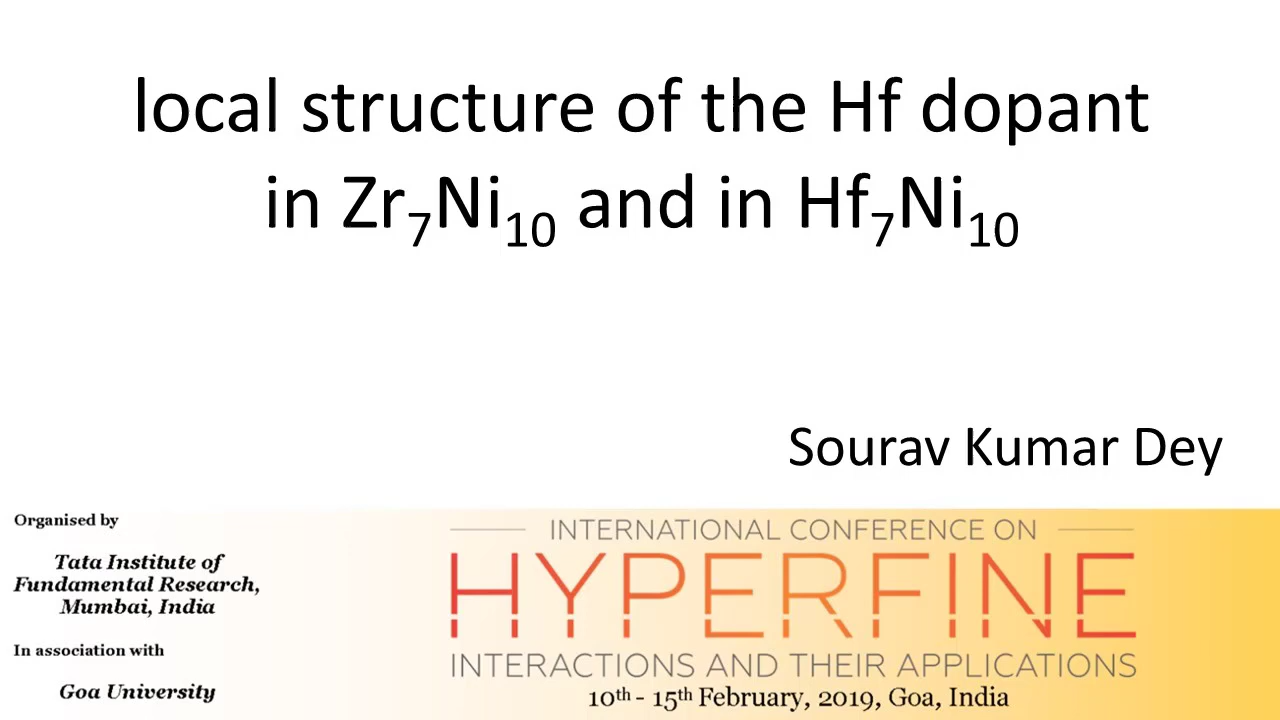 local structure of the Hf dopant
in Zr₇Ni₁₀ and in Hf₇Ni₁₀
Sourav Kumar Dey
Organised by
Tata Institute of
Fundamental Research,
Mumbai, India
In association with
Goa University
INTERNATIONAL CONFERENCE ON
HYPERFINE
INTERACTIONS AND THEIR APPLICATIONS
10th - 15th February, 2019, Goa, India